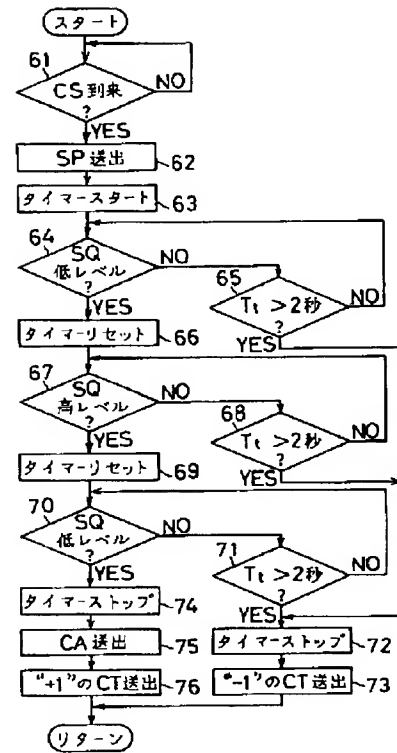 スタート
61
CS到来
?
NO
YES
SP送出
62
タイマースタート
63
64
SQ
低レベル
?
NO
65
Tt>2秒
?
NO
YES
YES
タイマーリセット
66
67
SQ
高レベル
?
NO
68
Tt>2秒
?
NO
YES
YES
タイマーリセット
69
70
SQ
低レベル
?
NO
71
Tt>2秒
?
NO
YES
YES
タイマーストップ
74
タイマーストップ
72
CA送出
75
"+1"のCT送出
76
"-1"のCT送出
73
リターン